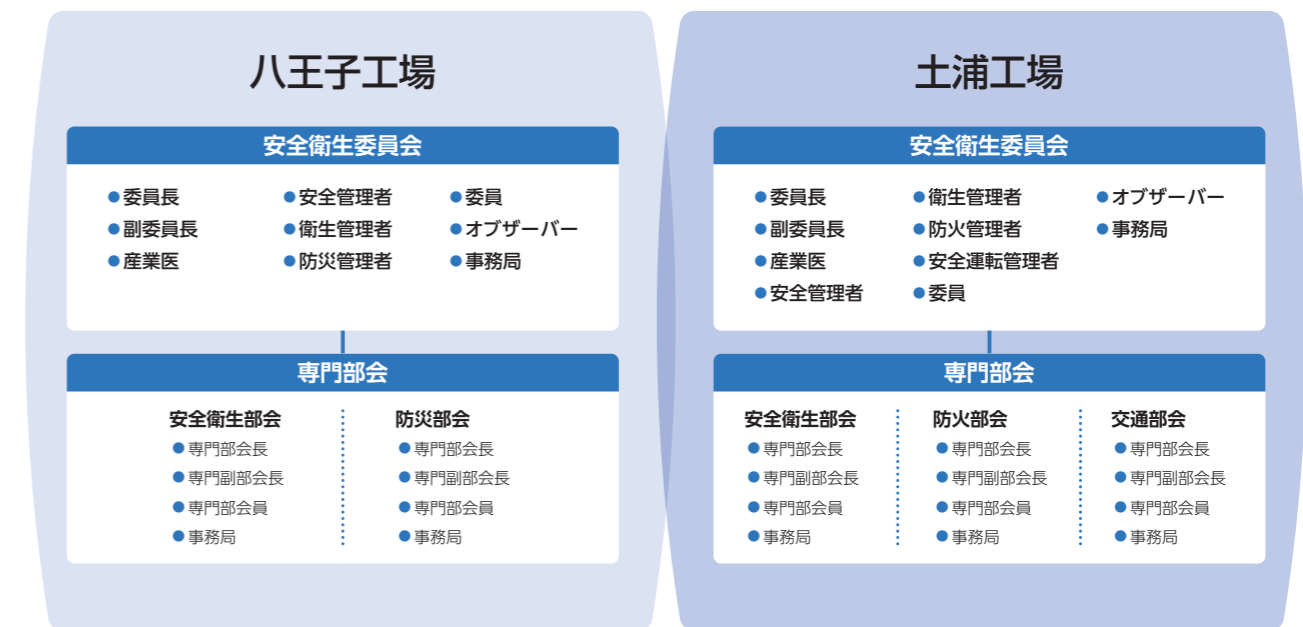 八王子工場
安全衛生委員会
●委員長
●副委員長
●産業医
●安全管理者
●衛生管理者
●防災管理者
●委員
●オブザーバー
●事務局
専門部会
安全衛生部会
●専門部会長
●専門副部会長
●専門部会員
●事務局
防災部会
●専門部会長
●専門副部会長
●専門部会員
●事務局
土浦工場
安全衛生委員会
●委員長
●副委員長
●産業医
●安全管理者
●衛生管理者
●防火管理者
●安全運転管理者
●委員
●オブザーバー
●事務局
専門部会
安全衛生部会
●専門部会長
●専門副部会長
●専門部会員
●事務局
防火部会
●専門部会長
●専門副部会長
●専門部会員
●事務局
交通部会
●専門部会長
●専門副部会長
●専門部会員
●事務局